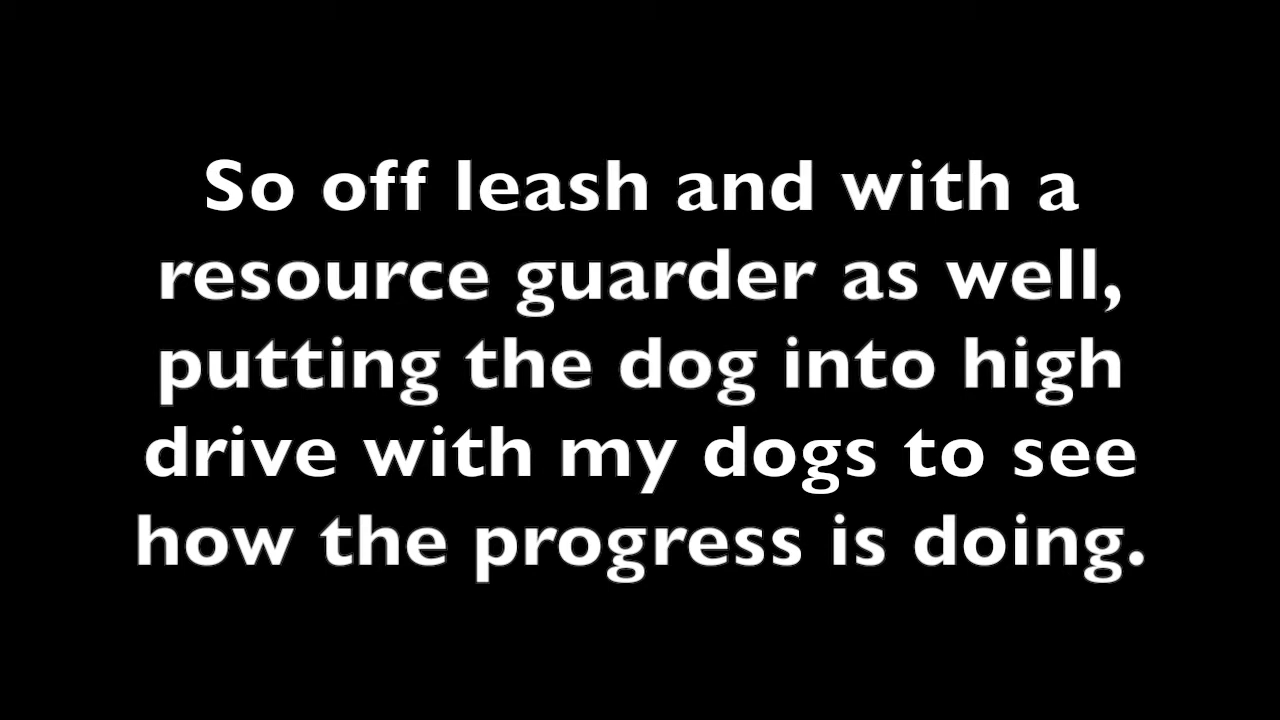 So off leash and with a
resource guarder as well,
putting the dog into high
drive with my dogs to see
how the progress is doing.